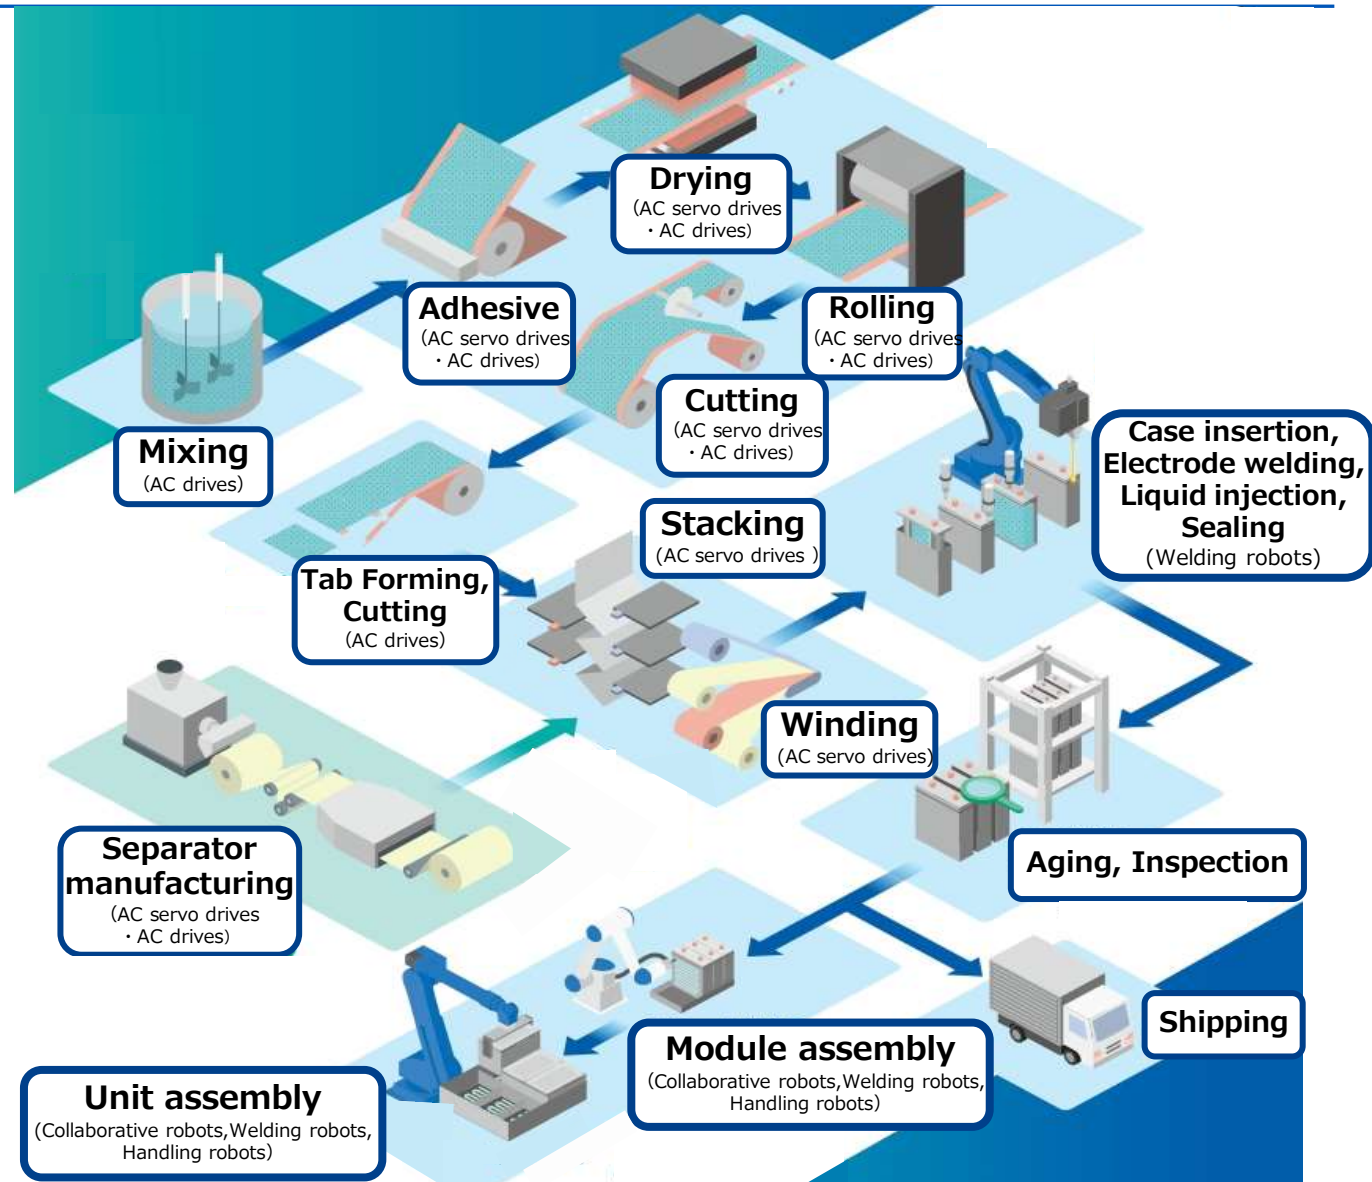 Drying
(AC servo drives
・AC drives)
Adhesive
(AC servo drives
・AC drives)
Rolling
(AC servo drives
・AC drives)
Cutting
(AC servo drives
・AC drives)
Mixing
(AC drives)
Case insertion,
Electrode welding,
Liquid injection,
Sealing
(Welding robots)
Stacking
(AC servo drives )
Tab Forming,
Cutting
(AC drives)
Winding
(AC servo drives)
Separator
manufacturing
(AC servo drives
・AC drives)
Aging, Inspection
Shipping
Module assembly
(Collaborative robots,Welding robots,
Handling robots)
Unit assembly
(Collaborative robots,Welding robots,
Handling robots)